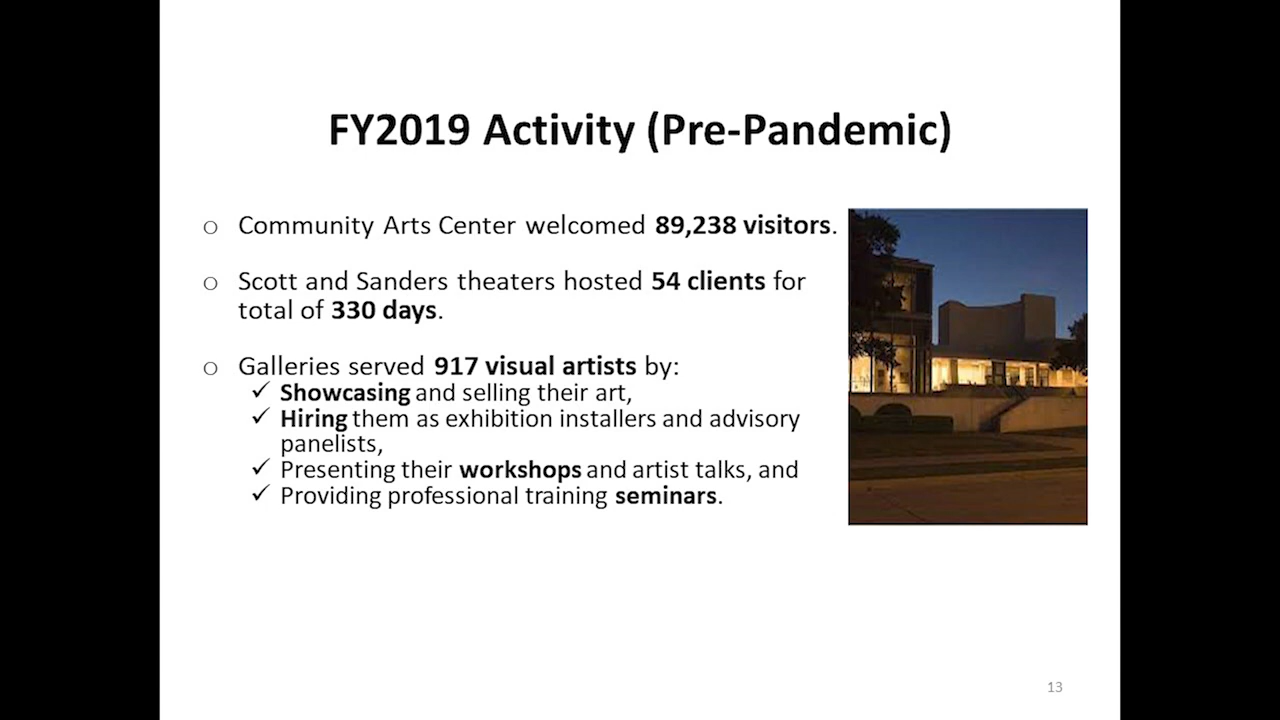 FY2019 Activity (Pre-Pandemic)
Community Arts Center welcomed 89,238 visitors.
Scott and Sanders theaters hosted 54 clients for
total of 330 days.
Galleries served 917 visual artists by:
✓ Showcasing and selling their art,
✓ Hiring them as exhibition installers and advisory
panelists,
✓ Presenting their workshops and artist talks, and
✓ Providing professional training seminars.
13